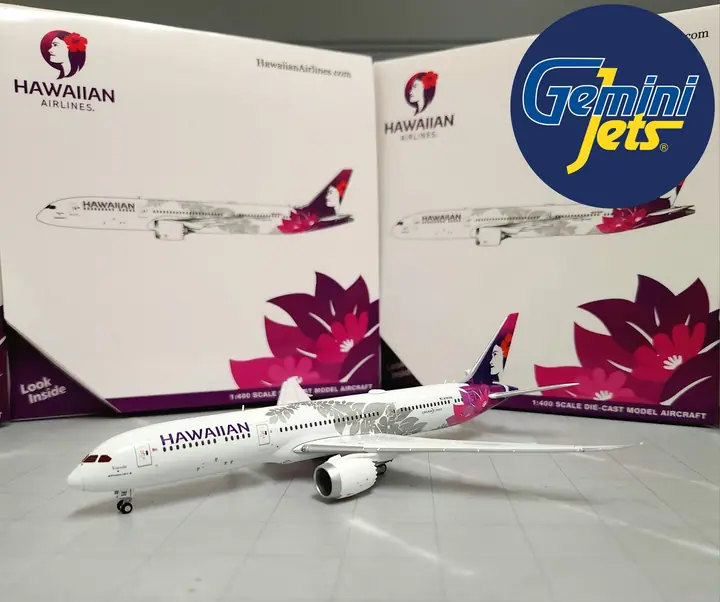 HAWAIIAN
AIRLINES.
HawaiianAirlines.com
HAWAIIAN
Look
Inside
1:400 SCALE DIE-CAST MODEL AIRCRAFT
HAWAIIAN
AIRLINES.
.com
Gemini
Jets®
HAWAIIAN
1:400 SCALE DIE-CAST MODEL AIRCRAFT
HAWAIIAN